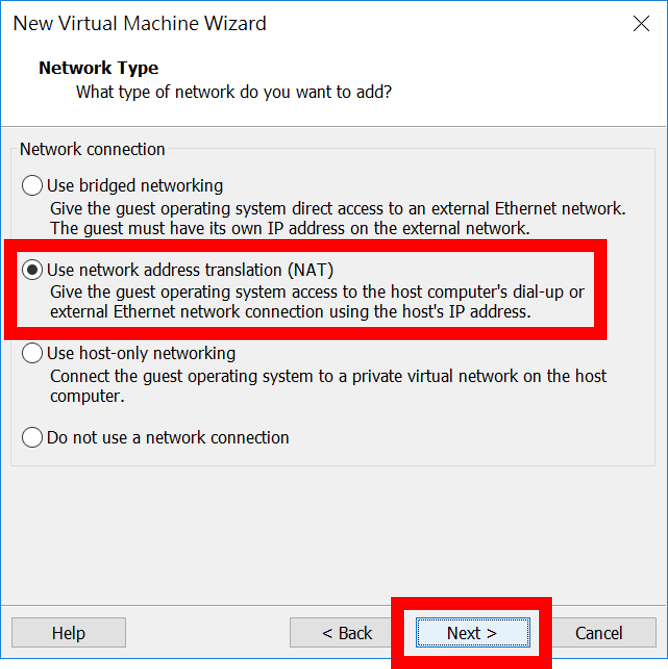 New Virtual Machine Wizard
Network Type
What type of network do you want to add?
Network connection
Use bridged networking
Give the guest operating system direct access to an external Ethernet network.
The guest must have its own IP address on the external network.
Use network address translation (NAT)
Give the guest operating system access to the host computer's dial-up or
external Ethernet network connection using the host's IP address.
Use host-only networking
Connect the guest operating system to a private virtual network on the host
computer.
Do not use a network connection
Help
< Back
Next >
Cancel